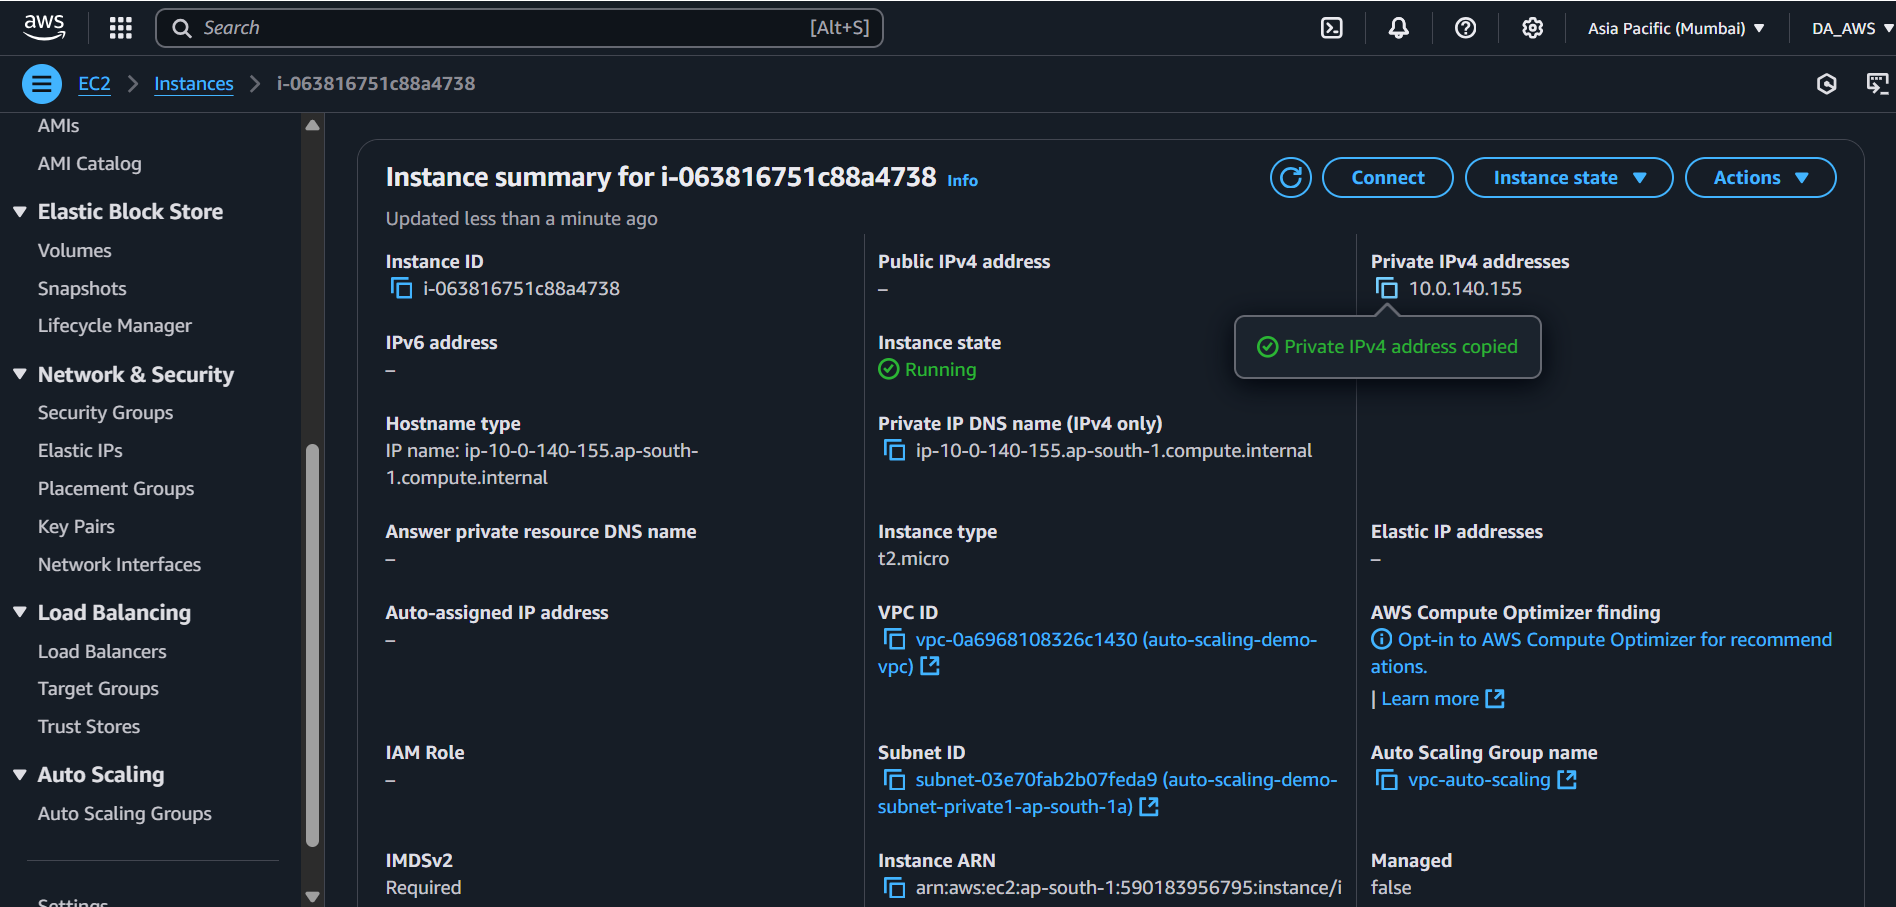 aws
Search
[Alt+S]
Asia Pacific (Mumbai)
DA_AWS
EC2
Instances
i-063816751c88a4738
AMIs
AMI Catalog
Elastic Block Store
Volumes
Snapshots
Lifecycle Manager
Network & Security
Security Groups
Elastic IPs
Placement Groups
Key Pairs
Network Interfaces
Load Balancing
Load Balancers
Target Groups
Trust Stores
Auto Scaling
Auto Scaling Groups
Settings
Instance summary for i-063816751c88a4738 Info
Connect
Instance state
Actions
Updated less than a minute ago
Instance ID
i-063816751c88a4738
Public IPv4 address
–
Private IPv4 addresses
10.0.140.155
Private IPv4 address copied
IPv6 address
–
Instance state
Running
Hostname type
IP name: ip-10-0-140-155.ap-south-
1.compute.internal
Private IP DNS name (IPv4 only)
ip-10-0-140-155.ap-south-1.compute.internal
Answer private resource DNS name
–
Instance type
t2.micro
Elastic IP addresses
–
Auto-assigned IP address
–
VPC ID
vpc-0a6968108326c1430 (auto-scaling-demo-
vpc)
AWS Compute Optimizer finding
Opt-in to AWS Compute Optimizer for recommend
ations.
| Learn more
IAM Role
–
Subnet ID
subnet-03e70fab2b07feda9 (auto-scaling-demo-
subnet-private1-ap-south-1a)
Auto Scaling Group name
vpc-auto-scaling
IMDSv2
Required
Instance ARN
arn:aws:ec2:ap-south-1:590183956795:instance/i
Managed
false